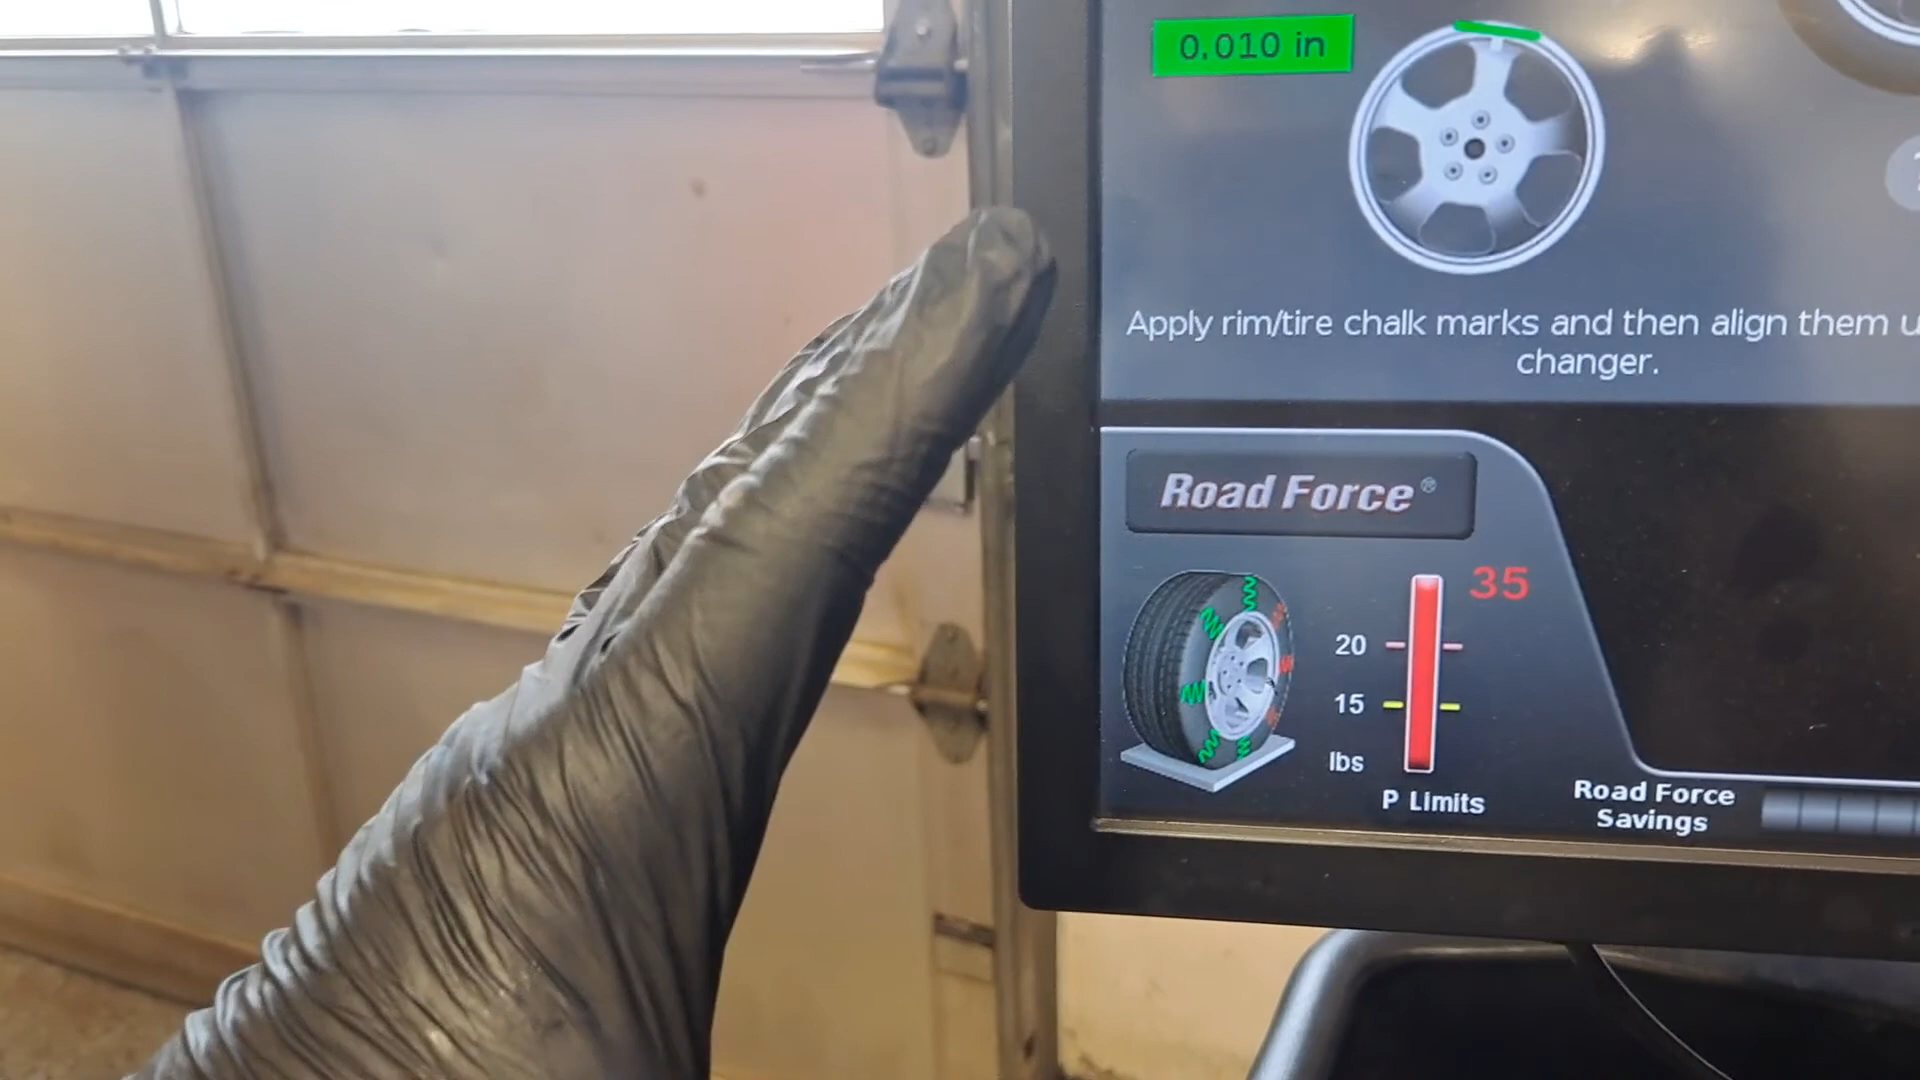 0.010 in
Apply rim/tire chalk marks and then align them
changer.
Road Force®
35
20
15
lbs
P Limits
Road Force
Savings